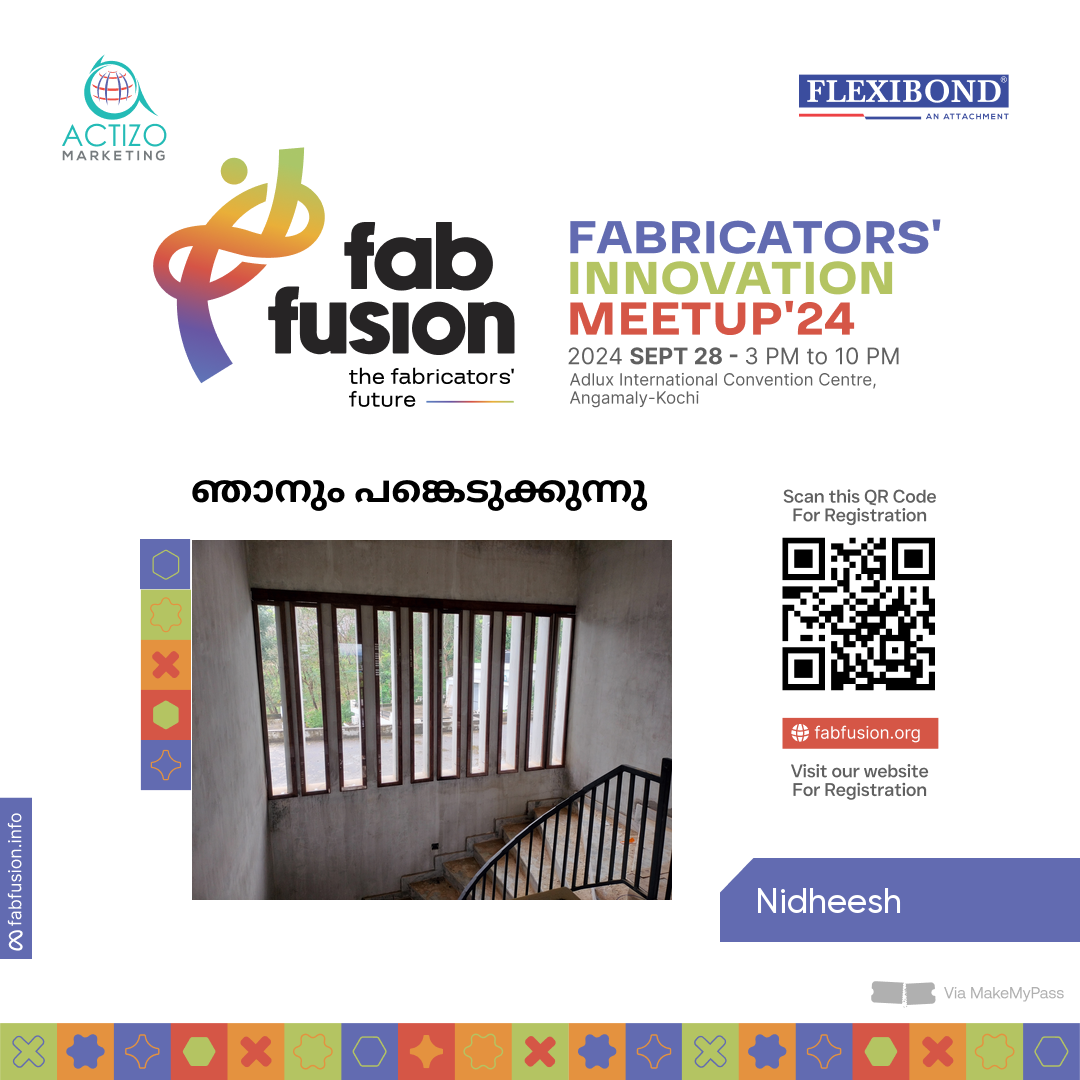 ACTIZO
MARKETING
FLEXIBOND®
AN ATTACHMENT
fab
fusion
the fabricators'
future
FABRICATORS'
INNOVATION
MEETUP'24
2024 SEPT 28 - 3 PM to 10 PM
Adlux International Convention Centre,
Angamaly-Kochi
ഞാനും പങ്കെടുക്കുന്നു
Scan this QR Code
For Registration
fabfusion.org
Visit our website
For Registration
fabfusion.info
Nidheesh
Via MakeMyPass